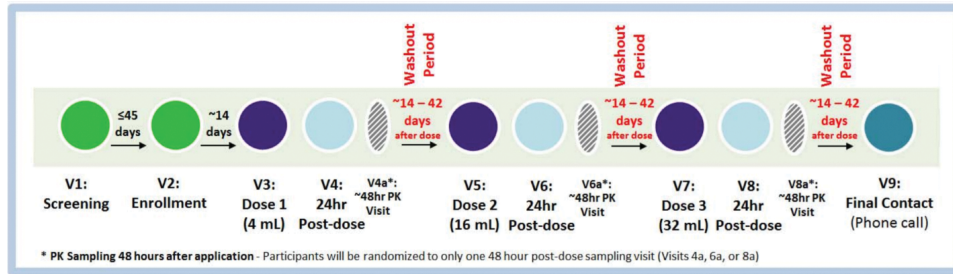 Washout
Period
Washout
Period
Washout
Period
≤45
days
~14
days
~14 – 42
days
after dose
~14 – 42
days
after dose
~14 – 42
days
after dose
V1:
Screening
V2:
Enrollment
V3:
Dose 1
(4 mL)
V4:
24hr
Post-dose
V4a*:
~48hr PK
Visit
V5:
Dose 2
(16 mL)
V6:
24hr
Post-dose
V6a*:
~48hr PK
Visit
V7:
Dose 3
(32 mL)
V8:
24hr
Post-dose
V8a*:
~48hr PK
Visit
V9:
Final Contact
(Phone call)
* PK Sampling 48 hours after application - Participants will be randomized to only one 48 hour post-dose sampling visit (Visits 4a, 6a, or 8a)